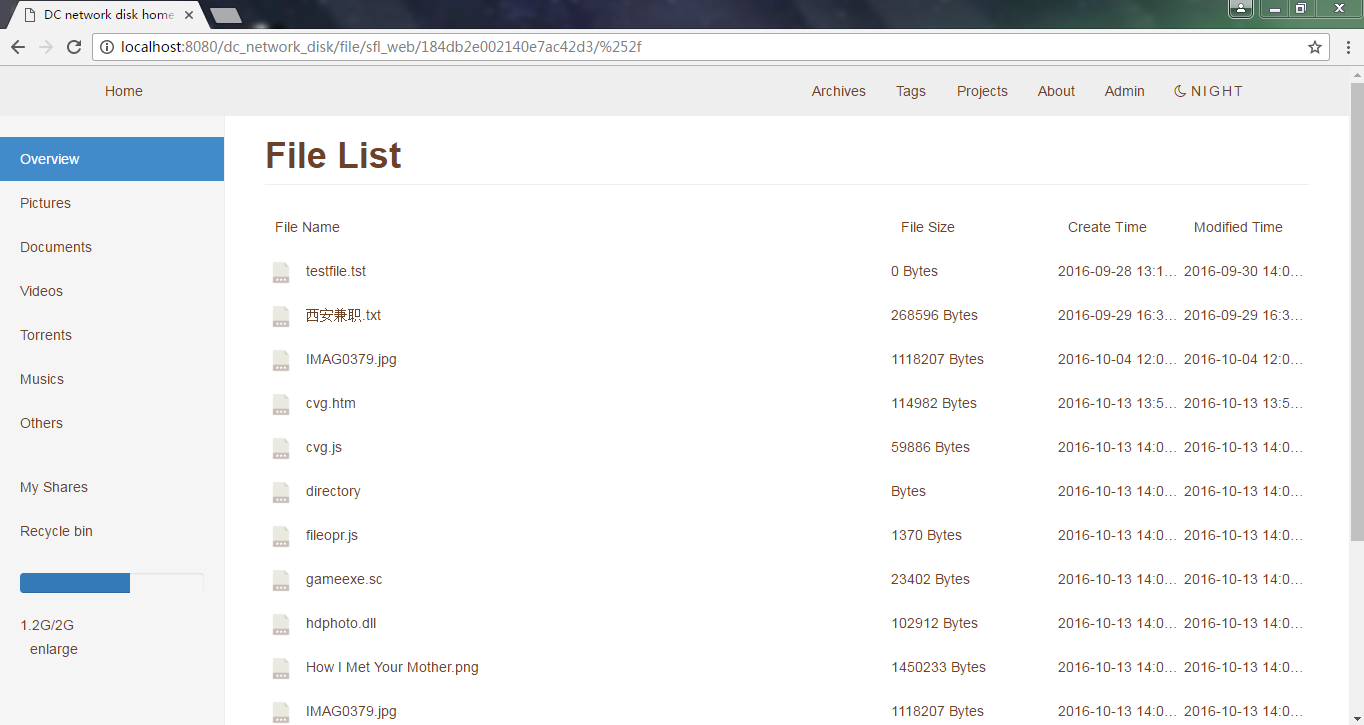 DC network disk home
localhost:8080/dc_network_disk/file/sfl_web/184db2e002140e7ac42d3/%252f
Home Archives Tags Projects About Admin NIGHT
Overview
Pictures
Documents
Videos
Torrents
Musics
Others
My Shares
Recycle bin
1.2G/2G
enlarge
File List
File Name File Size Create Time Modified Time
testfile.tst 0 Bytes 2016-09-28 13:1... 2016-09-30 14:0...
西安兼职.txt 268596 Bytes 2016-09-29 16:3... 2016-09-29 16:3...
IMAG0379.jpg 1118207 Bytes 2016-10-04 12:0... 2016-10-04 12:0...
cvg.htm 114982 Bytes 2016-10-13 13:5... 2016-10-13 13:5...
cvg.js 59886 Bytes 2016-10-13 14:0... 2016-10-13 14:0...
directory Bytes 2016-10-13 14:0... 2016-10-13 14:0...
fileopr.js 1370 Bytes 2016-10-13 14:0... 2016-10-13 14:0...
gameexe.sc 23402 Bytes 2016-10-13 14:0... 2016-10-13 14:0...
hdphoto.dll 102912 Bytes 2016-10-13 14:0... 2016-10-13 14:0...
How I Met Your Mother.png 1450233 Bytes 2016-10-13 14:0... 2016-10-13 14:0...
IMAG0379.jpg 1118207 Bytes 2016-10-13 14:0... 2016-10-13 14:0...